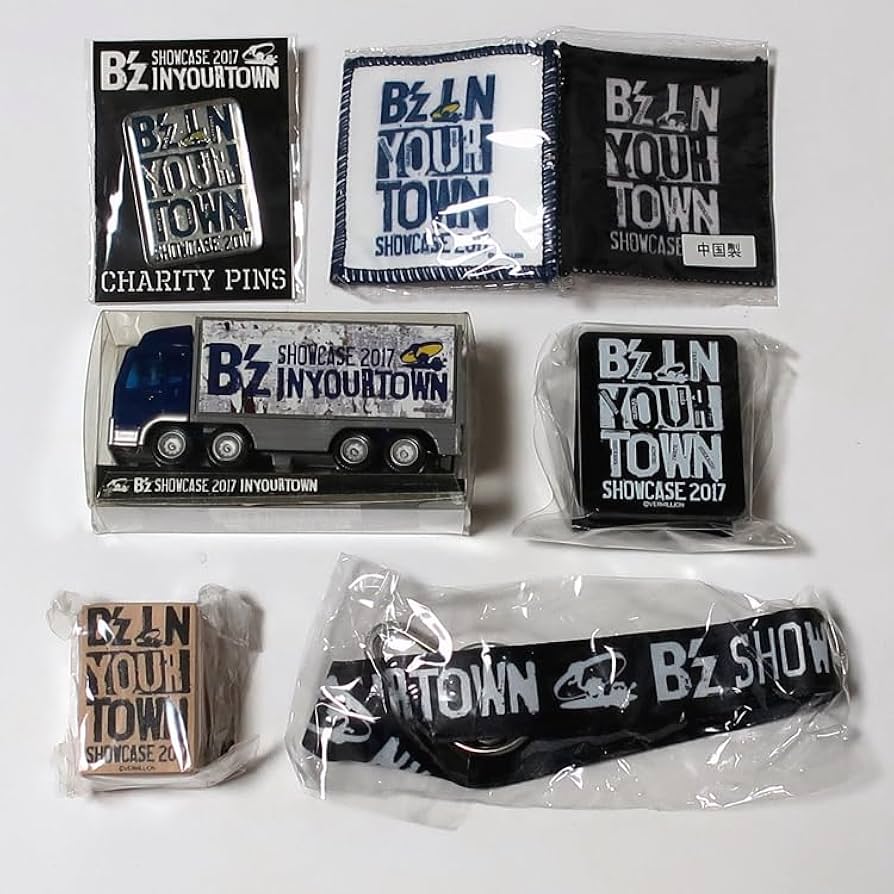 B'z SHOWCASE 2017
INYOURTOWN
B'z IN
YOUR
TOWN
SHOWCASE 2017
CHARITY PINS
B'z IN
YOUR
TOWN
SHOWCASE 2017
B'z IN
YOUR
TOWN
SHOWCASE
中国製
B'z SHOWCASE 2017
INYOURTOWN
B'z SHOWCASE 2017 INYOURTOWN
B'z IN
YOUR
TOWN
SHOWCASE 2017
©VERMILLION
B'z IN
YOUR
TOWN
SHOWCASE 2017
©VERMILLION
URTOWN B'z SHOW